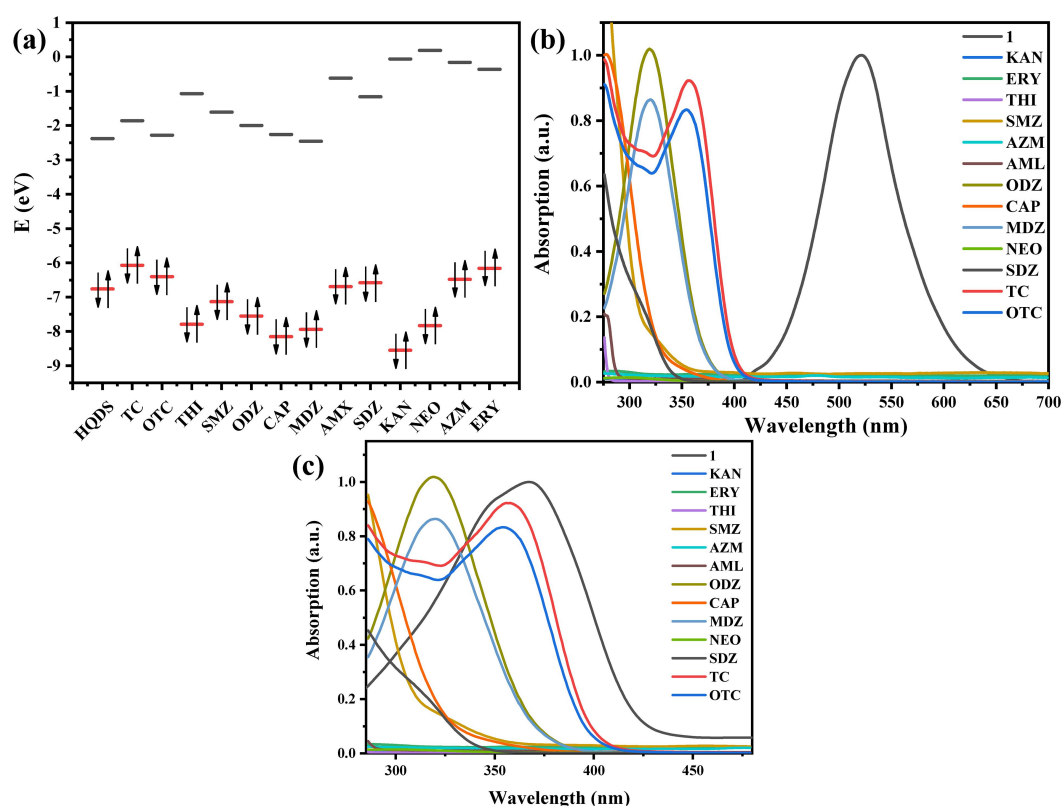 (a)
E (eV)
1
0
-1
-2
-3
-4
-5
-6
-7
-8
-9
HQDS
TC
OTC
THI
SMZ
ODZ
CAP
MDZ
AMX
SDZ
KAN
NEO
AZM
ERY
(b)
Absorption (a.u.)
1.0
0.8
0.6
0.4
0.2
0.0
300 350 400 450 500 550 600 650 700
Wavelength (nm)
1
KAN
ERY
THI
SMZ
AZM
AML
ODZ
CAP
MDZ
NEO
SDZ
TC
OTC
(c)
Absorption (a.u.)
1.0
0.8
0.6
0.4
0.2
0.0
300 350 400 450
Wavelength (nm)
1
KAN
ERY
THI
SMZ
AZM
AML
ODZ
CAP
MDZ
NEO
SDZ
TC
OTC